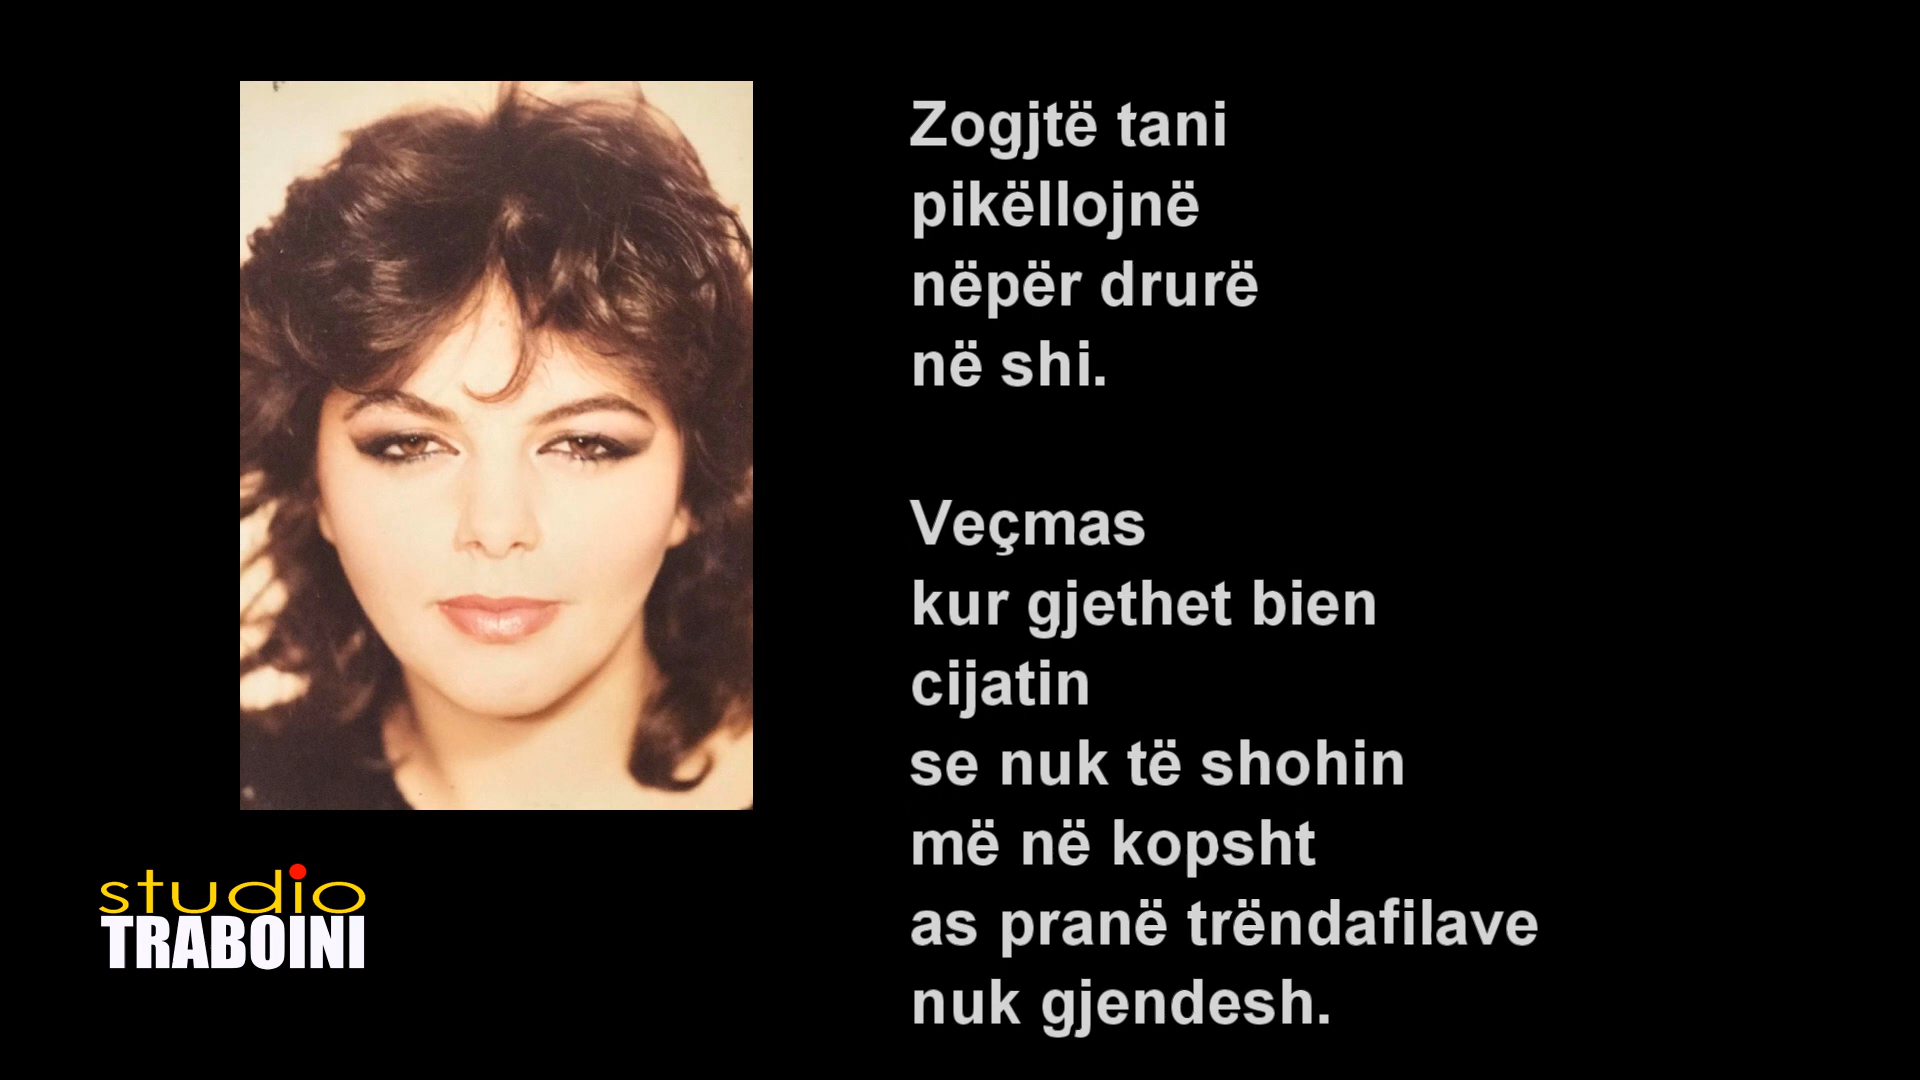 Zogjtë tani
pikëllojnë
nëpër drurë
në shi.
Veçmas
kur gjethet bien
cijatin
se nuk të shohin
më në kopsht
as pranë trëndafilave
nuk gjendesh.
studio
TRABOINI